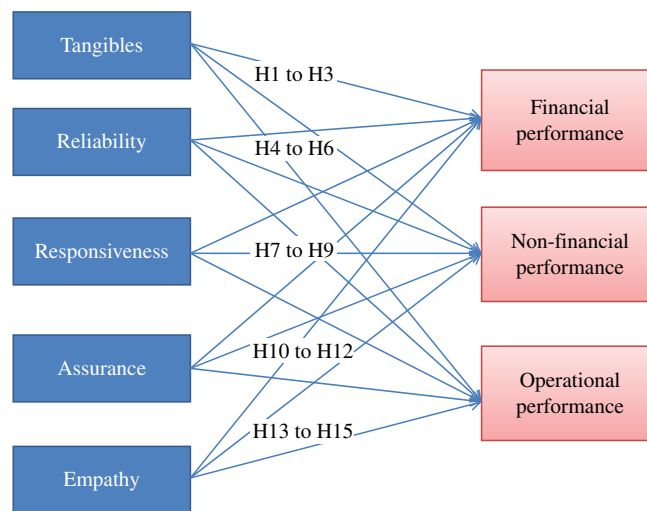 Tangibles
Reliability
Responsiveness
Assurance
Empathy
H1 to H3
H4 to H6
H7 to H9
H10 to H12
H13 to H15
Financial
performance
Non-financial
performance
Operational
performance